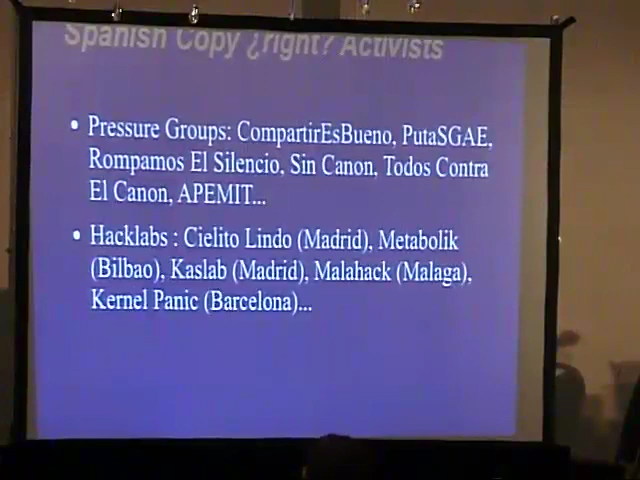 Spanish Copy ¿right? Activists
• Pressure Groups: CompartirEsBueno, PutaSGAE,
Rompamos El Silencio, Sin Canon, Todos Contra
El Canon, APEMIT...
• Hacklabs : Cielito Lindo (Madrid), Metabolik
(Bilbao), Kaslab (Madrid), Malahack (Malaga),
Kernel Panic (Barcelona)...